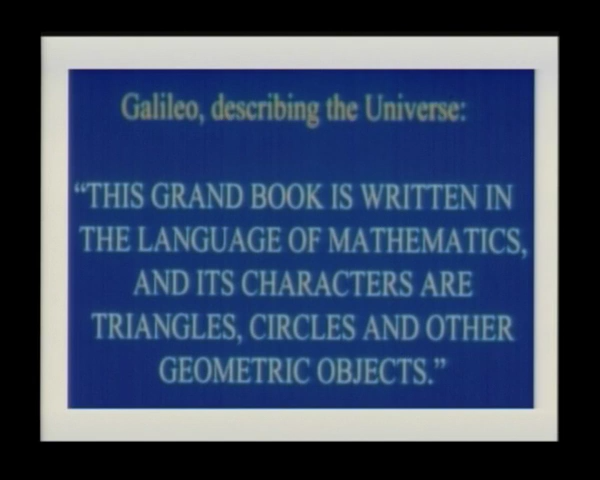 Galileo, describing the Universe:
“THIS GRAND BOOK IS WRITTEN IN
THE LANGUAGE OF MATHEMATICS,
AND ITS CHARACTERS ARE
TRIANGLES, CIRCLES AND OTHER
GEOMETRIC OBJECTS.”